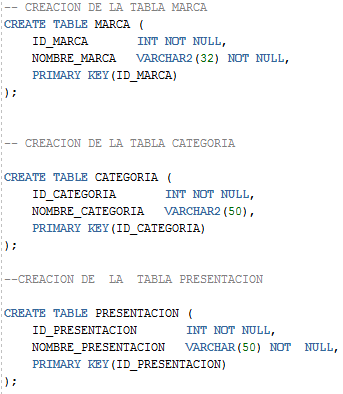 -- CREACION DE LA TABLA MARCA
CREATE TABLE MARCA (
ID_MARCA INT NOT NULL,
NOMBRE_MARCA VARCHAR2(32) NOT NULL,
PRIMARY KEY(ID_MARCA)
);
-- CREACION DE LA TABLA CATEGORIA
CREATE TABLE CATEGORIA (
ID_CATEGORIA INT NOT NULL,
NOMBRE_CATEGORIA VARCHAR2(50),
PRIMARY KEY(ID_CATEGORIA)
);
--CREACION DE LA TABLA PRESENTACION
CREATE TABLE PRESENTACION (
ID_PRESENTACION INT NOT NULL,
NOMBRE_PRESENTACION VARCHAR(50) NOT NULL,
PRIMARY KEY(ID_PRESENTACION)
);